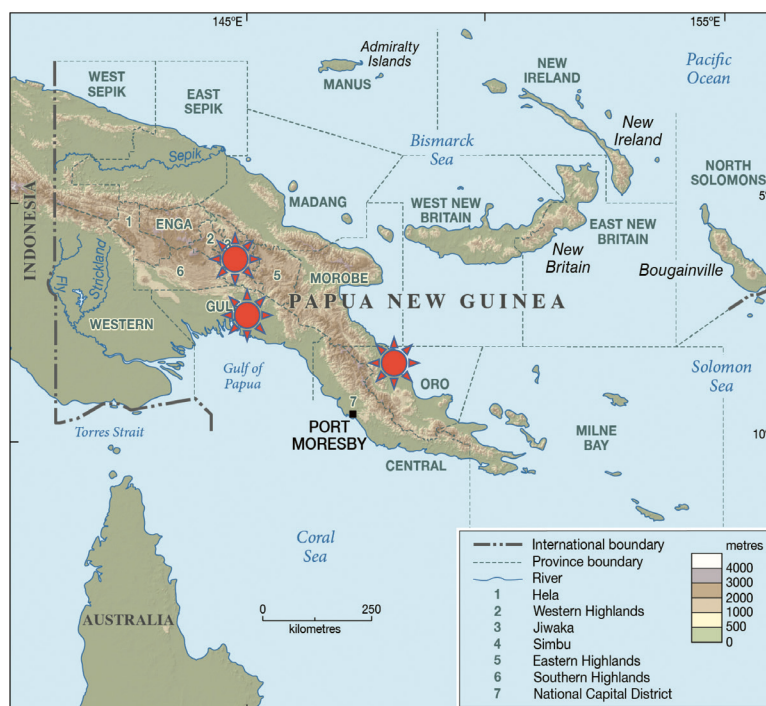 145°E
155°E
WEST
SEPIK
EAST
SEPIK
Admiralty
Islands
MANUS
NEW
IRELAND
Pacific
Ocean
New
Ireland
Bismarck
Sea
Sepik
NORTH
SOLOMONS
INDONESIA
MADANG
WEST NEW
BRITAIN
EAST NEW
BRITAIN
5°
1
ENGA
2
New
Britain
Bougainville
6
5
MOROBE
Fly
Strickland
WESTERN
GUL
PAPUA NEW GUINEA
Gulf of
Papua
Solomon
Sea
ORO
7
PORT
MORESBY
MILNE
BAY
Torres Strait
CENTRAL
10°
Coral
Sea
AUSTRALIA
0 250
kilometres
International boundary
Province boundary
River
1 Hela
2 Western Highlands
3 Jiwaka
4 Simbu
5 Eastern Highlands
6 Southern Highlands
7 National Capital District
metres
4000
3000
2000
1000
500
0